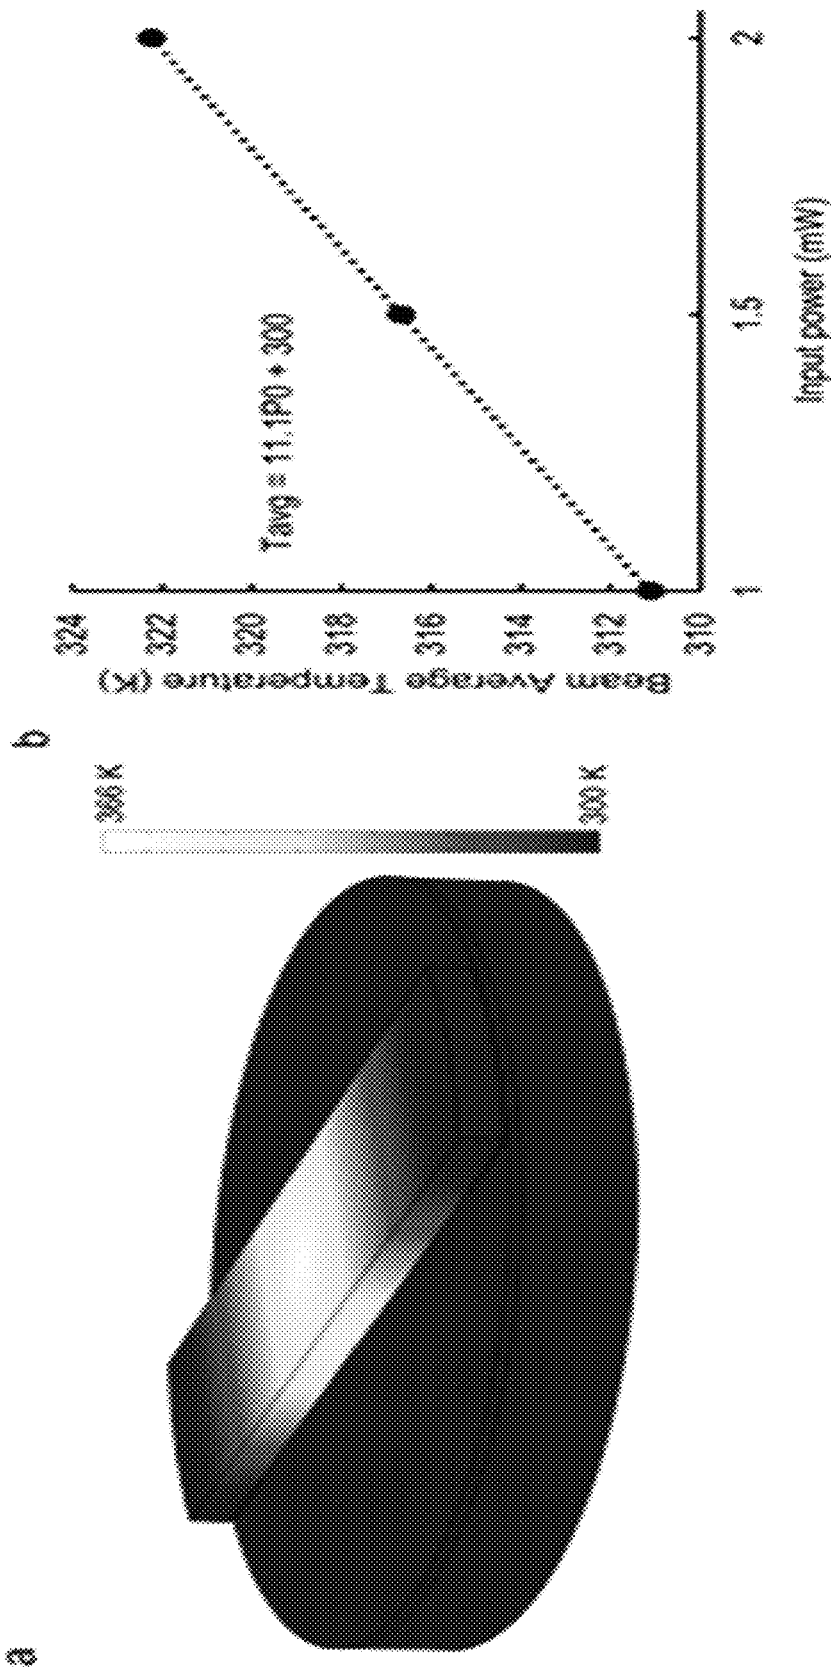 a
366 K
300 K
b
Beam Average Temperature (K)
324
322
320
318
316
314
312
310
Tavg = 11.1P0 + 300
1
1.5
2
Input power (mW)